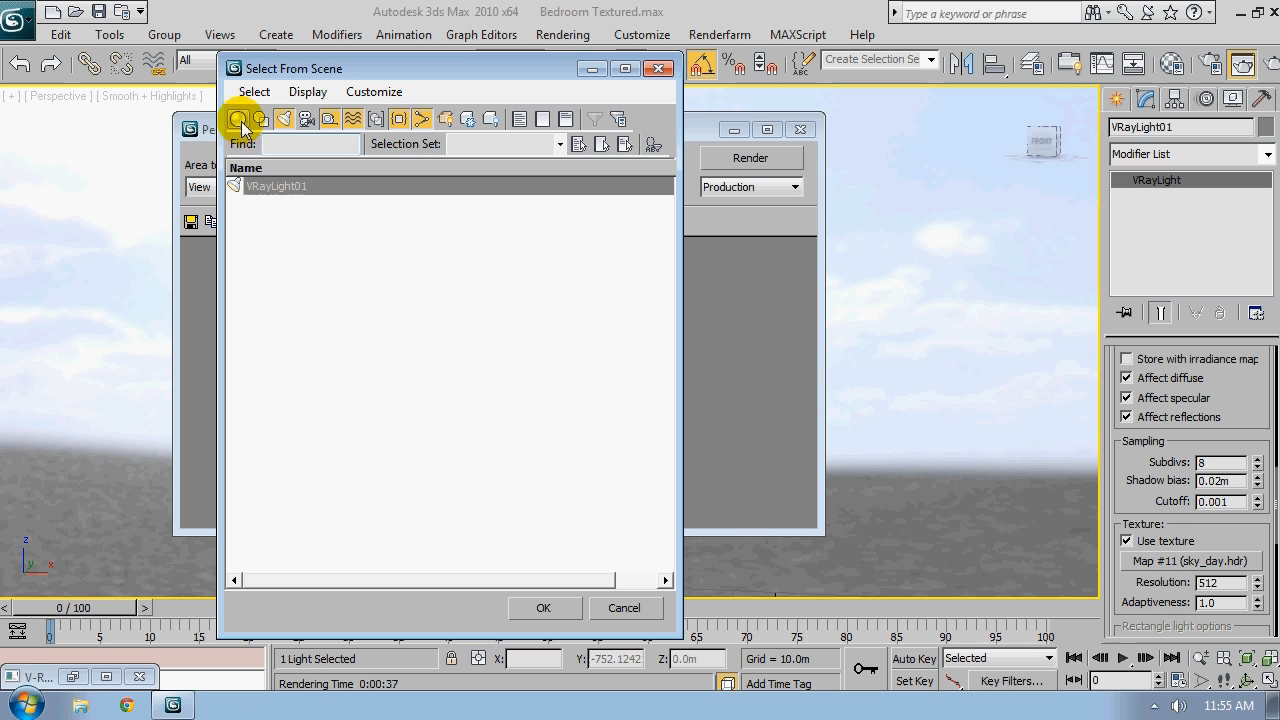 Autodesk 3ds Max 2010 x64 Bedroom Textured.max
Type a keyword or phrase
Edit Tools Group Views Create Modifiers Animation Graph Editors Rendering Customize Renderfarm MAXScript Help
All
Create Selection Se
[ + ] [ Perspective ] [ Smooth + Highlights ]
Select From Scene
Select Display Customize
Find:
Selection Set:
Name
VRayLight01
OK
Cancel
Pe
Area to
View
Render
Production
FRONT
VRayLight01
Modifier List
VRayLight
Store with irradiance map
Affect diffuse
Affect specular
Affect reflections
Sampling
Subdivs: 8
Shadow bias: 0.02m
Cutoff: 0.001
Texture:
Use texture
Map #11 (sky_day.hdr)
Resolution: 512
Adaptiveness: 1.0
Rectangle light options
z
y x
< 0 / 100 >
0 5 10 15 65 70 75 80 85 90 95 100
1 Light Selected
X: Y: -752.1242 Z: 0.0m
Grid = 10.0m
Auto Key
Selected
V-R...
Rendering Time 0:00:37
Add Time Tag
Set Key
Key Filters...
0
11:55 AM